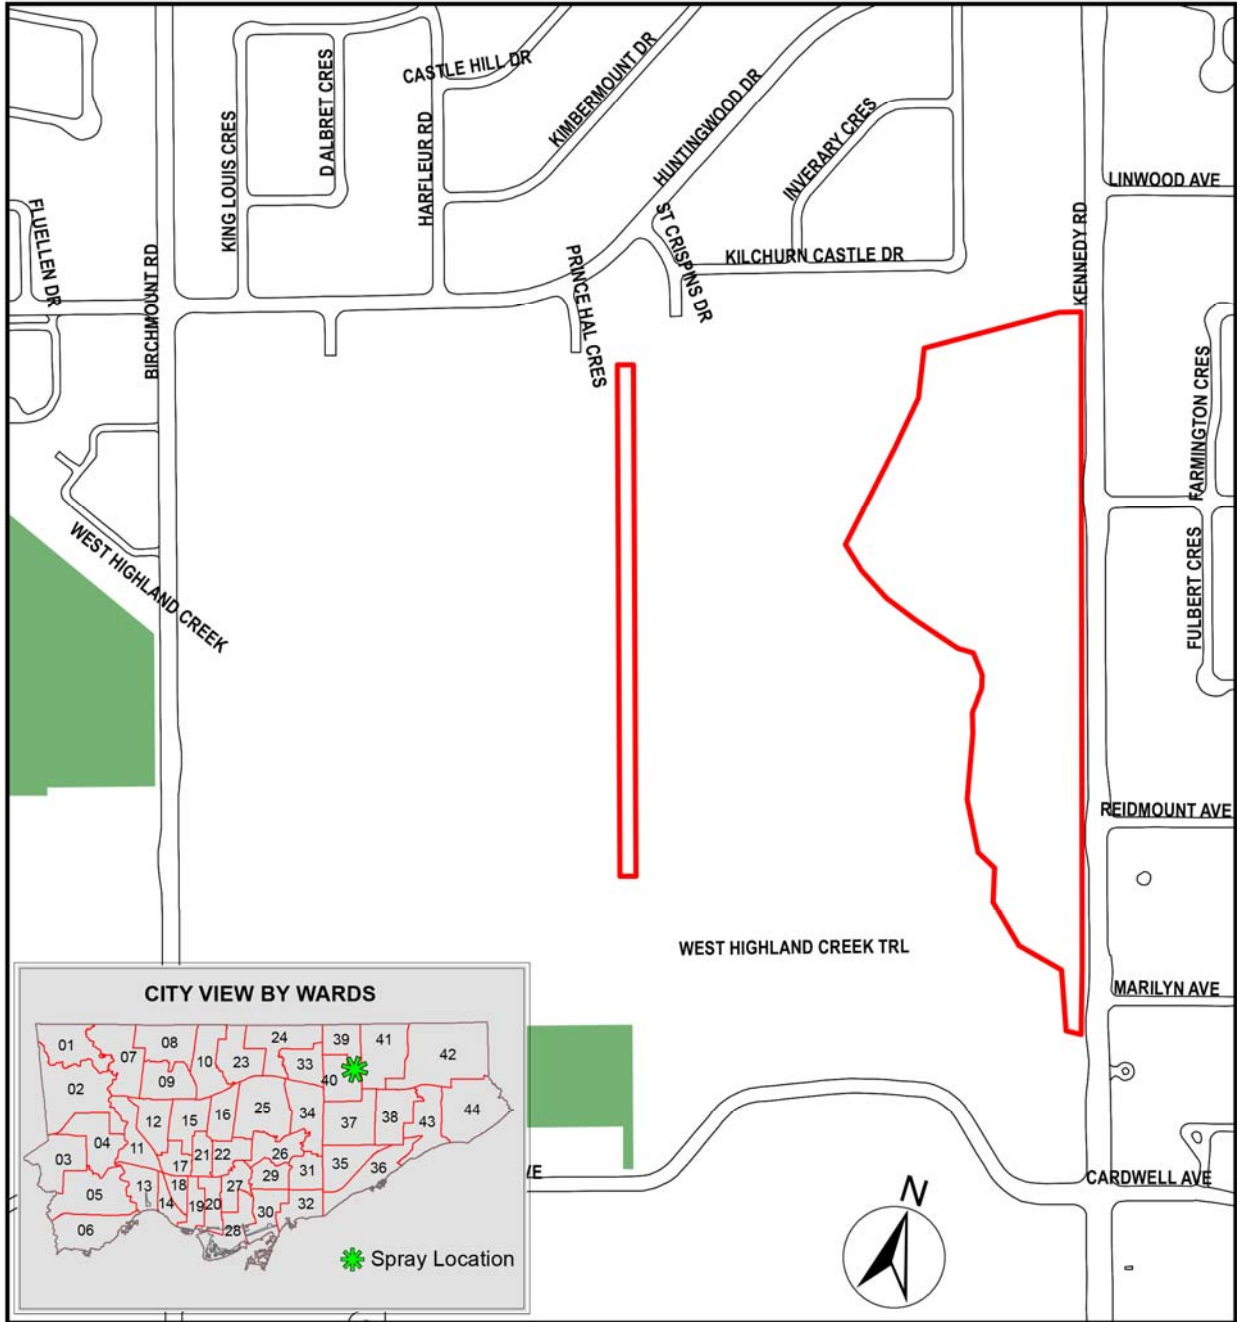 CASTLE HILL DR
D ALBRET CRES
KIMBERMOUNT DR
HUNTINGWOOD DR
KING LOUIS CRES
HARFLEUR RD
INVERARY CRES
LINWOOD AVE
FLUELLEN DR
BIRCHMOUNT RD
PRINCE HAL CRES
ST CRISPINS DR
KILCHURN CASTLE DR
KENNEDY RD
FARMINGTON CRES
WEST HIGHLAND CREEK
FULBERT CRES
REIDMOUNT AVE
WEST HIGHLAND CREEK TRL
MARILYN AVE
CARDWELL AVE
VE
N
CITY VIEW BY WARDS
01
07
08
10
23
24
33
39
40
41
42
02
09
12
15
16
25
34
37
38
43
44
03
04
11
17
21
22
26
29
31
35
36
05
13
14
18
19
20
27
28
30
32
06
Spray Location